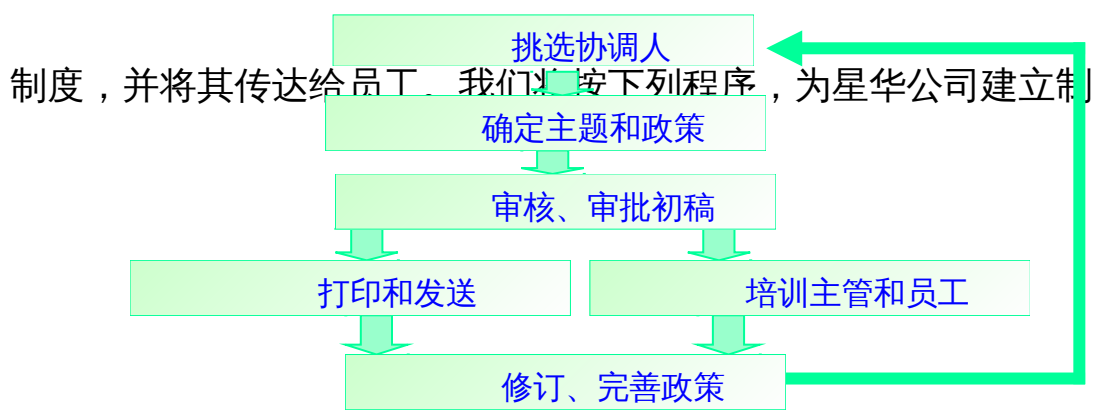 挑选协调人
制度，并将其传达给员工。我们将按下列程序，为星华公司建立制
确定主题和政策
审核、审批初稿
打印和发送
培训主管和员工
修订、完善政策